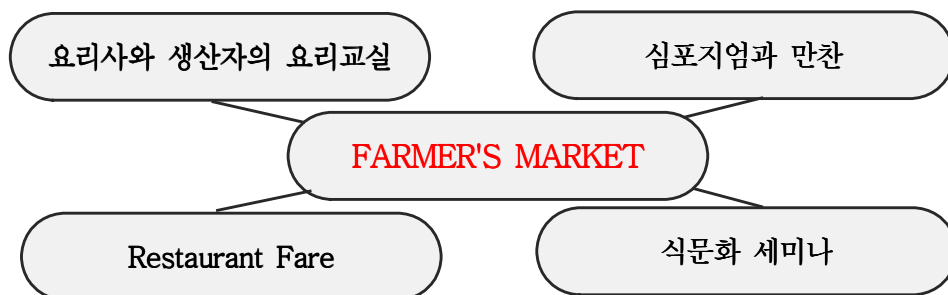 요리사와 생산자의 요리교실
심포지엄과 만찬
FARMER'S MARKET
Restaurant Fare
식문화 세미나